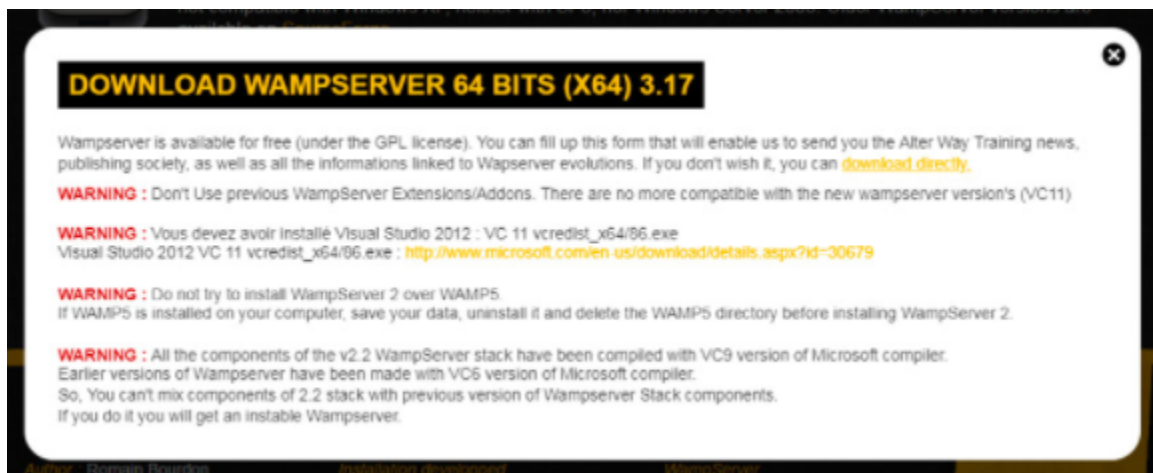 available on SourceForge
DOWNLOAD WAMPSERVER 64 BITS (X64) 3.17
Wampserver is available for free (under the GPL license). You can fill up this form that will enable us to send you the Alter Way Training news,
publishing society, as well as all the informations linked to Wapserver evolutions. If you don't wish it, you can download directly.
WARNING : Don't Use previous WampServer Extensions/Addons. There are no more compatible with the new wampserver version's (VC11)
WARNING : Vous devez avoir installé Visual Studio 2012 : VC 11 vcredist_x64/86.exe
Visual Studio 2012 VC 11 vcredist_x64/86.exe : http://www.microsoft.com/en-us/download/details.aspx?id=30679
WARNING : Do not try to install WampServer 2 over WAMP5.
If WAMP5 is installed on your computer, save your data, uninstall it and delete the WAMP5 directory before installing WampServer 2.
WARNING : All the components of the v2.2 WampServer stack have been compiled with VC9 version of Microsoft compiler.
Earlier versions of Wampserver have been made with VC6 version of Microsoft compiler.
So, You can't mix components of 2.2 stack with previous version of Wampserver Stack components.
If you do it you will get an instable Wampserver.
Author : Romain Bourdon Installation developped WampServer